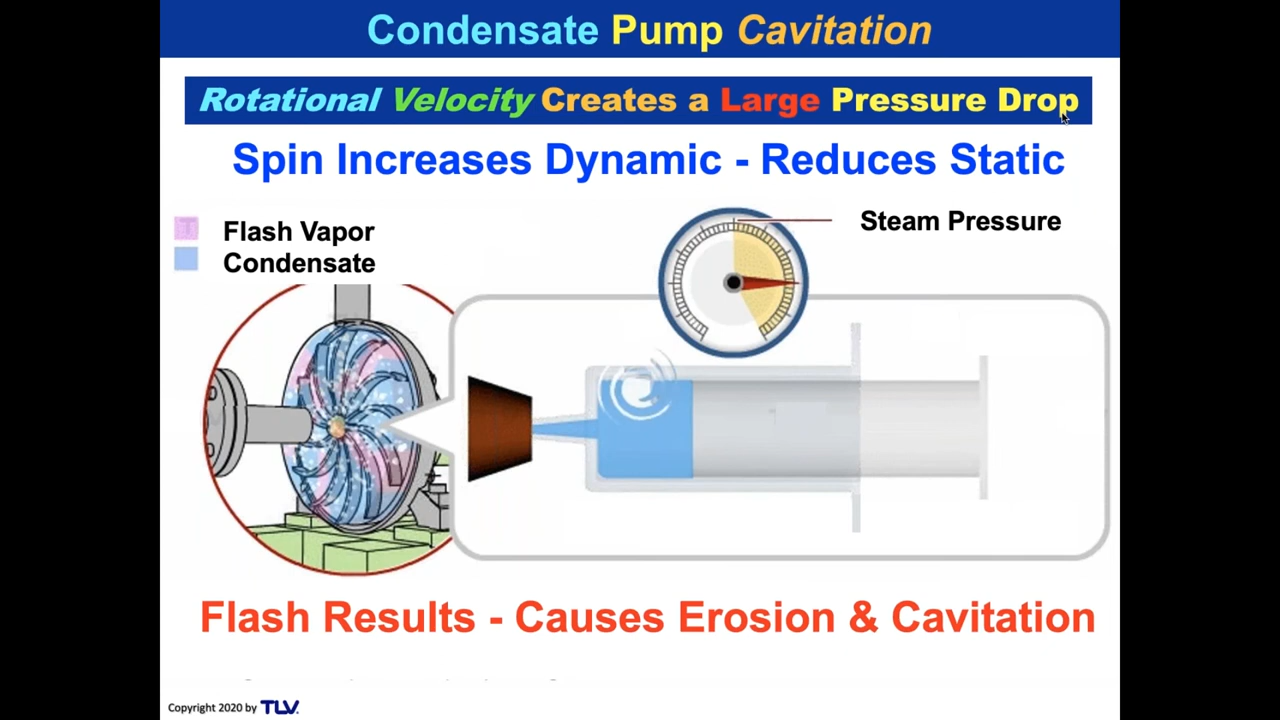 Condensate Pump Cavitation
Rotational Velocity Creates a Large Pressure Drop
Spin Increases Dynamic - Reduces Static
Steam Pressure
Flash Vapor
Condensate
Flash Results - Causes Erosion & Cavitation
Copyright 2020 by TLV